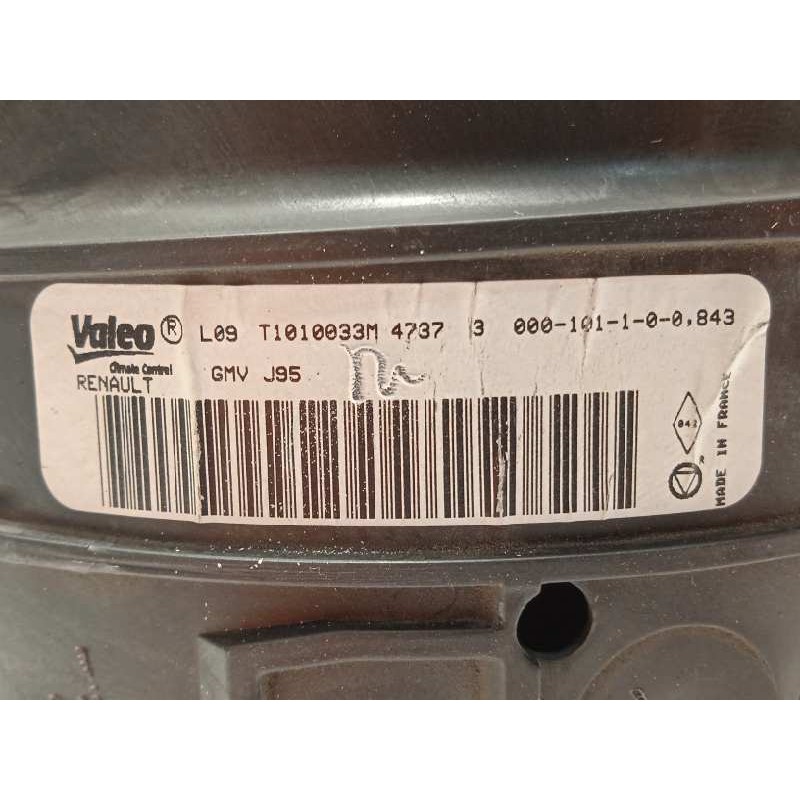 Valeo ® L09 T1010033M 4737 3 000-101-1-0-0,843
Climate Control
RENAULT GMV J95
MADE IN FRANCE
R